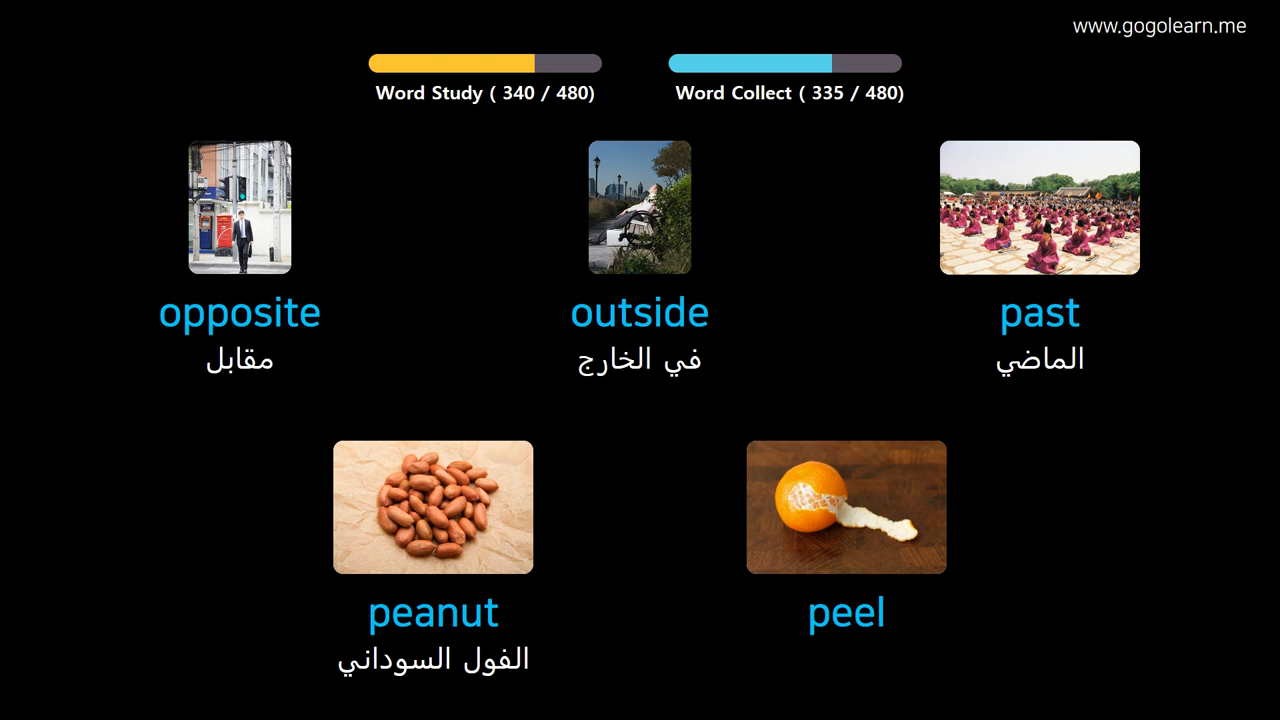 www.gogolearn.me
Word Study ( 340 / 480)
Word Collect ( 335 / 480)
opposite
مقابل
outside
في الخارج
past
الماضي
peanut
الفول السوداني
peel